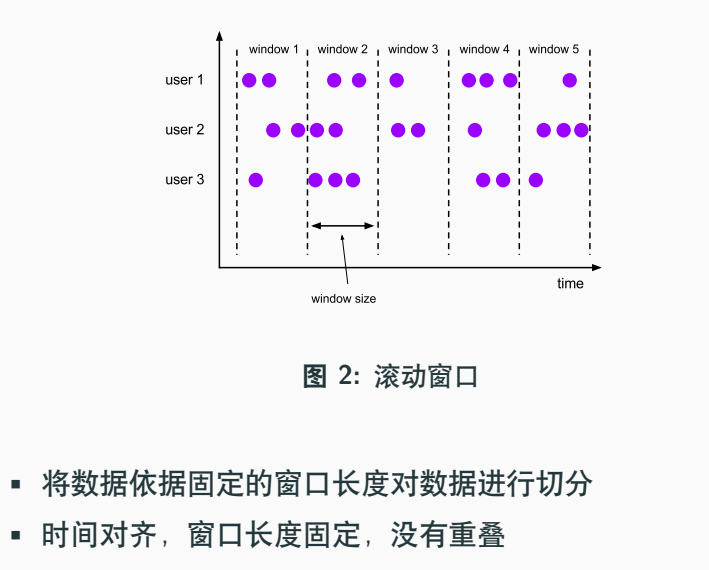 window 1 window 2 window 3 window 4 window 5
user 1
user 2
user 3
time
window size
图 2: 滚动窗口
▪ 将数据依据固定的窗口长度对数据进行切分
▪ 时间对齐，窗口长度固定，没有重叠